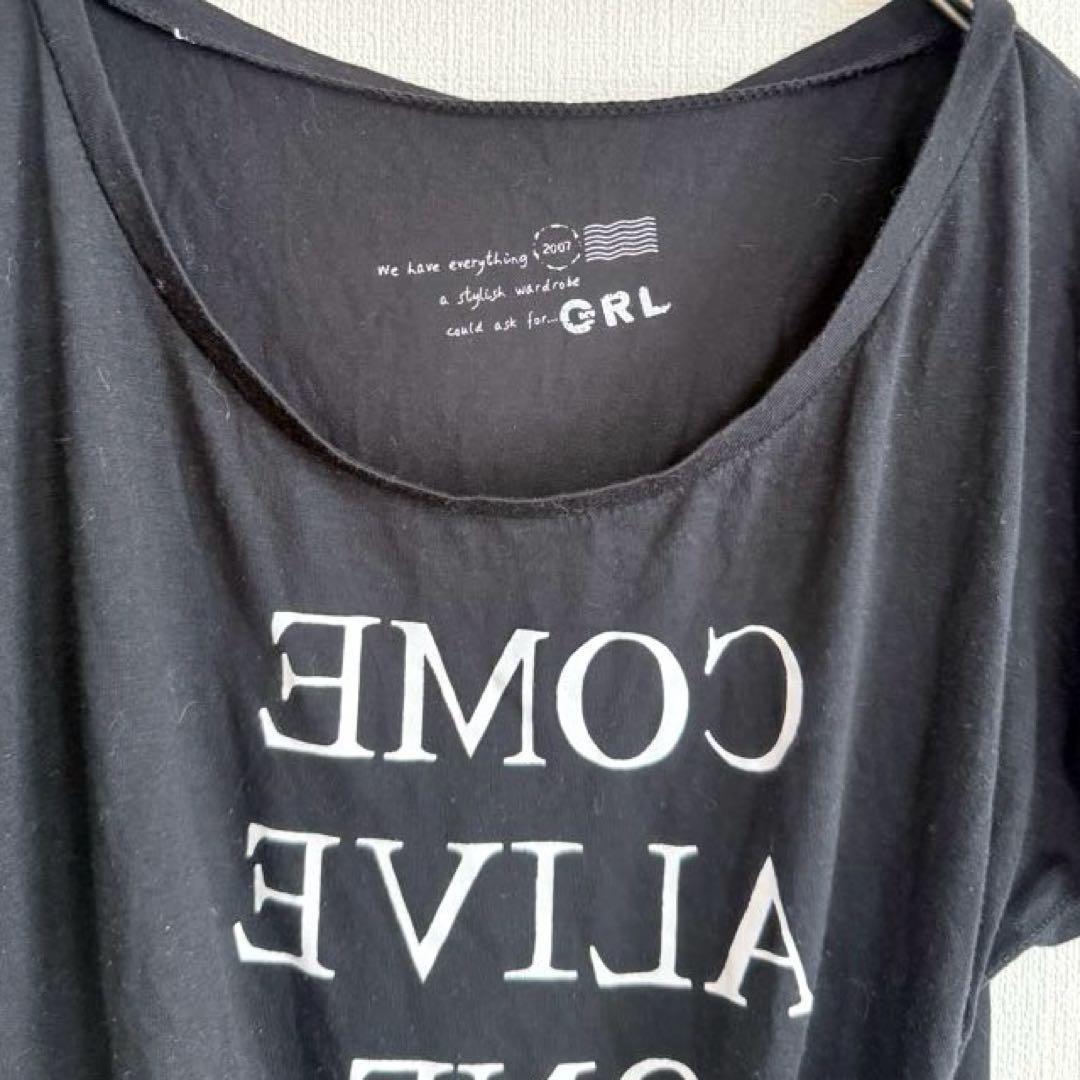 We have everything
2007
a stylish wardrobe
could ask for... GRL
COME
ALIVE